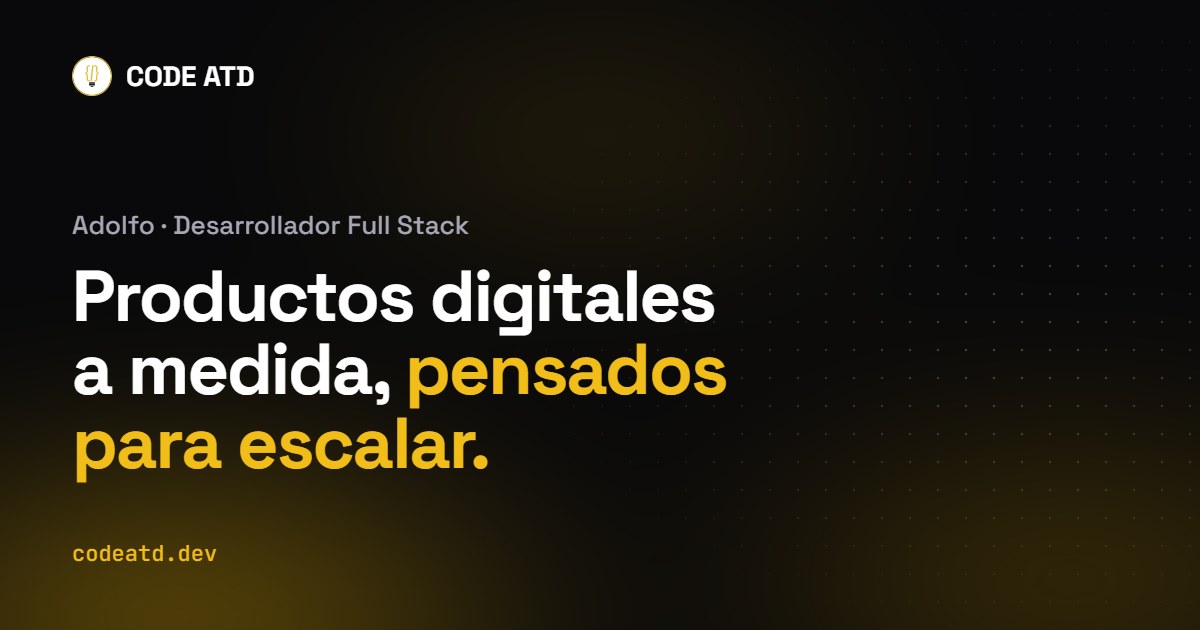 CODE ATD
Adolfo · Desarrollador Full Stack
Productos digitales
a medida, pensados
para escalar.
codeatd.dev